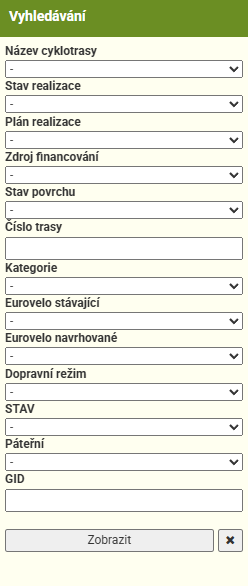 Vyhledávání
Název cyklotrasy
-
Stav realizace
-
Plán realizace
-
Zdroj financování
-
Stav povrchu
-
Číslo trasy
Kategorie
-
Eurovelo stávající
-
Eurovelo navrhované
-
Dopravní režim
-
STAV
-
Páteřní
-
GID
Zobrazit ✖